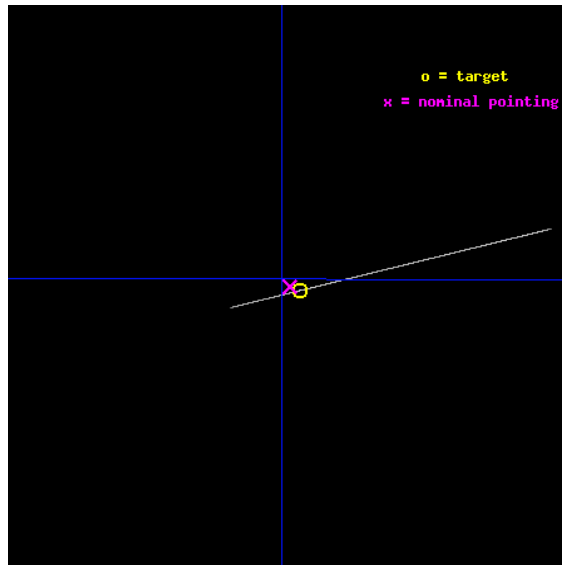 o = target
x = nominal pointing